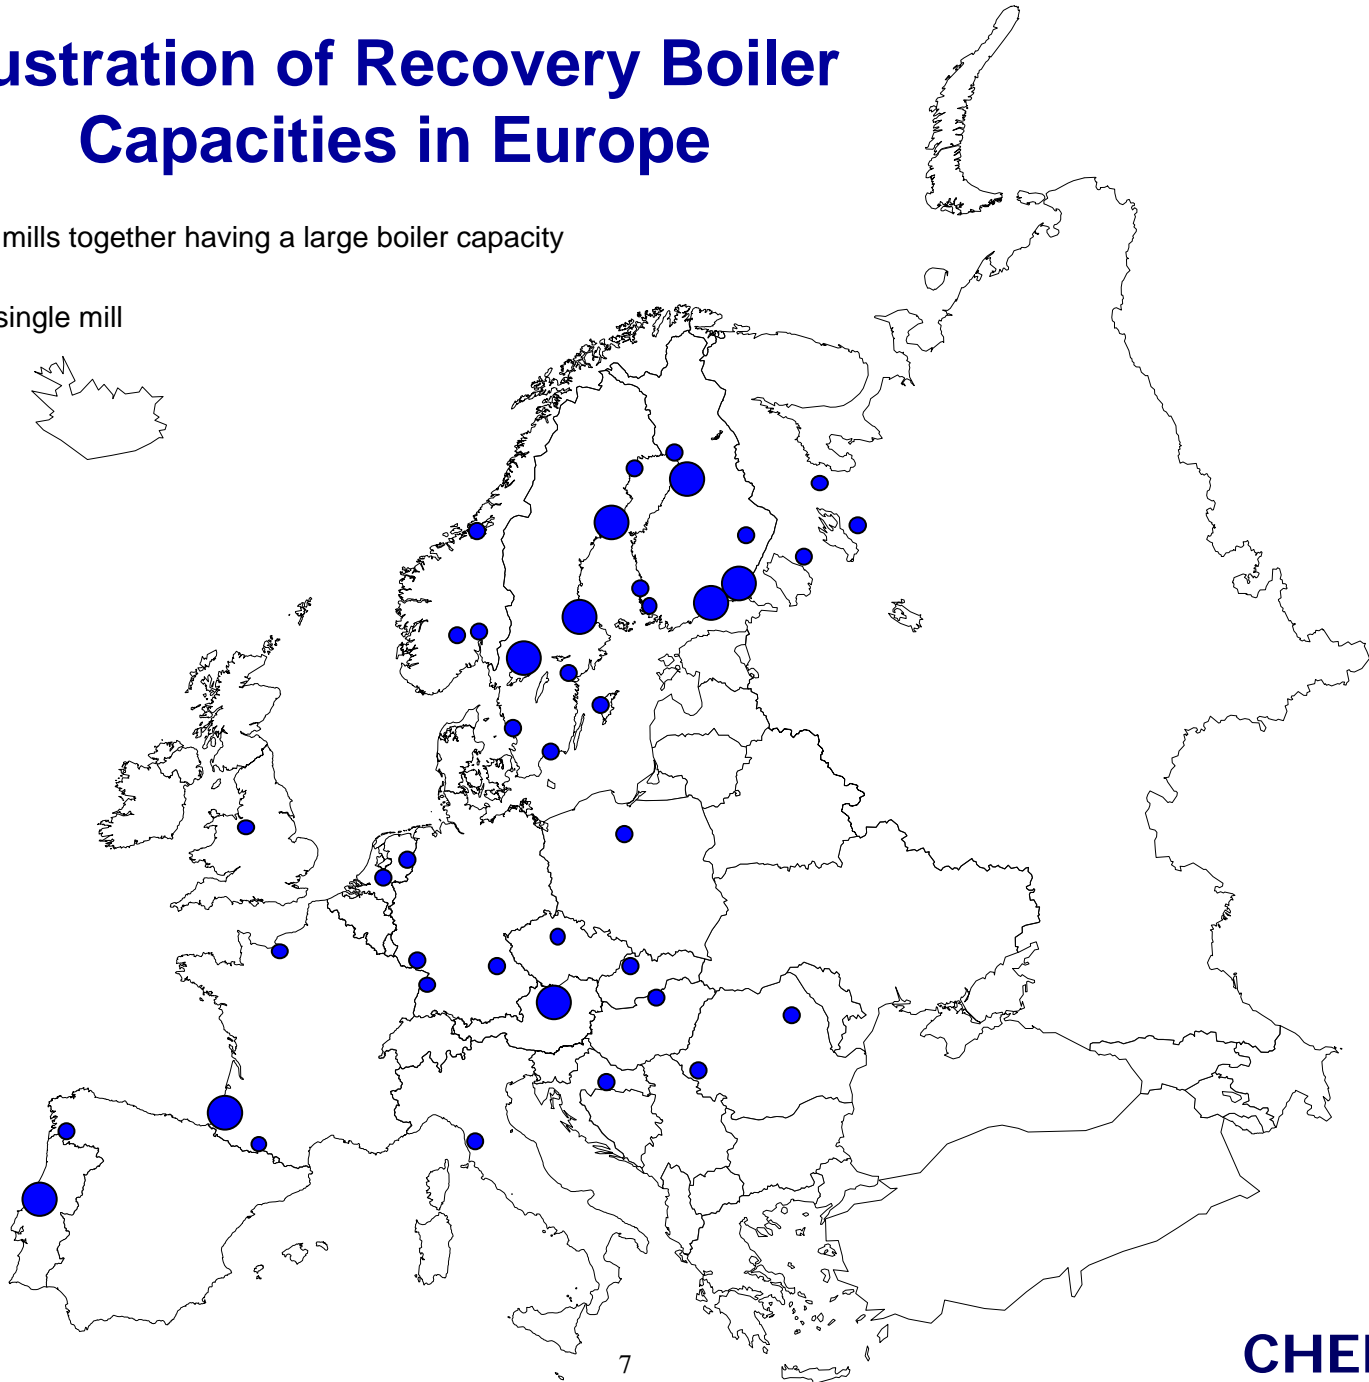 ustration of Recovery Boiler
Capacities in Europe
mills together having a large boiler capacity
single mill
7
CHE